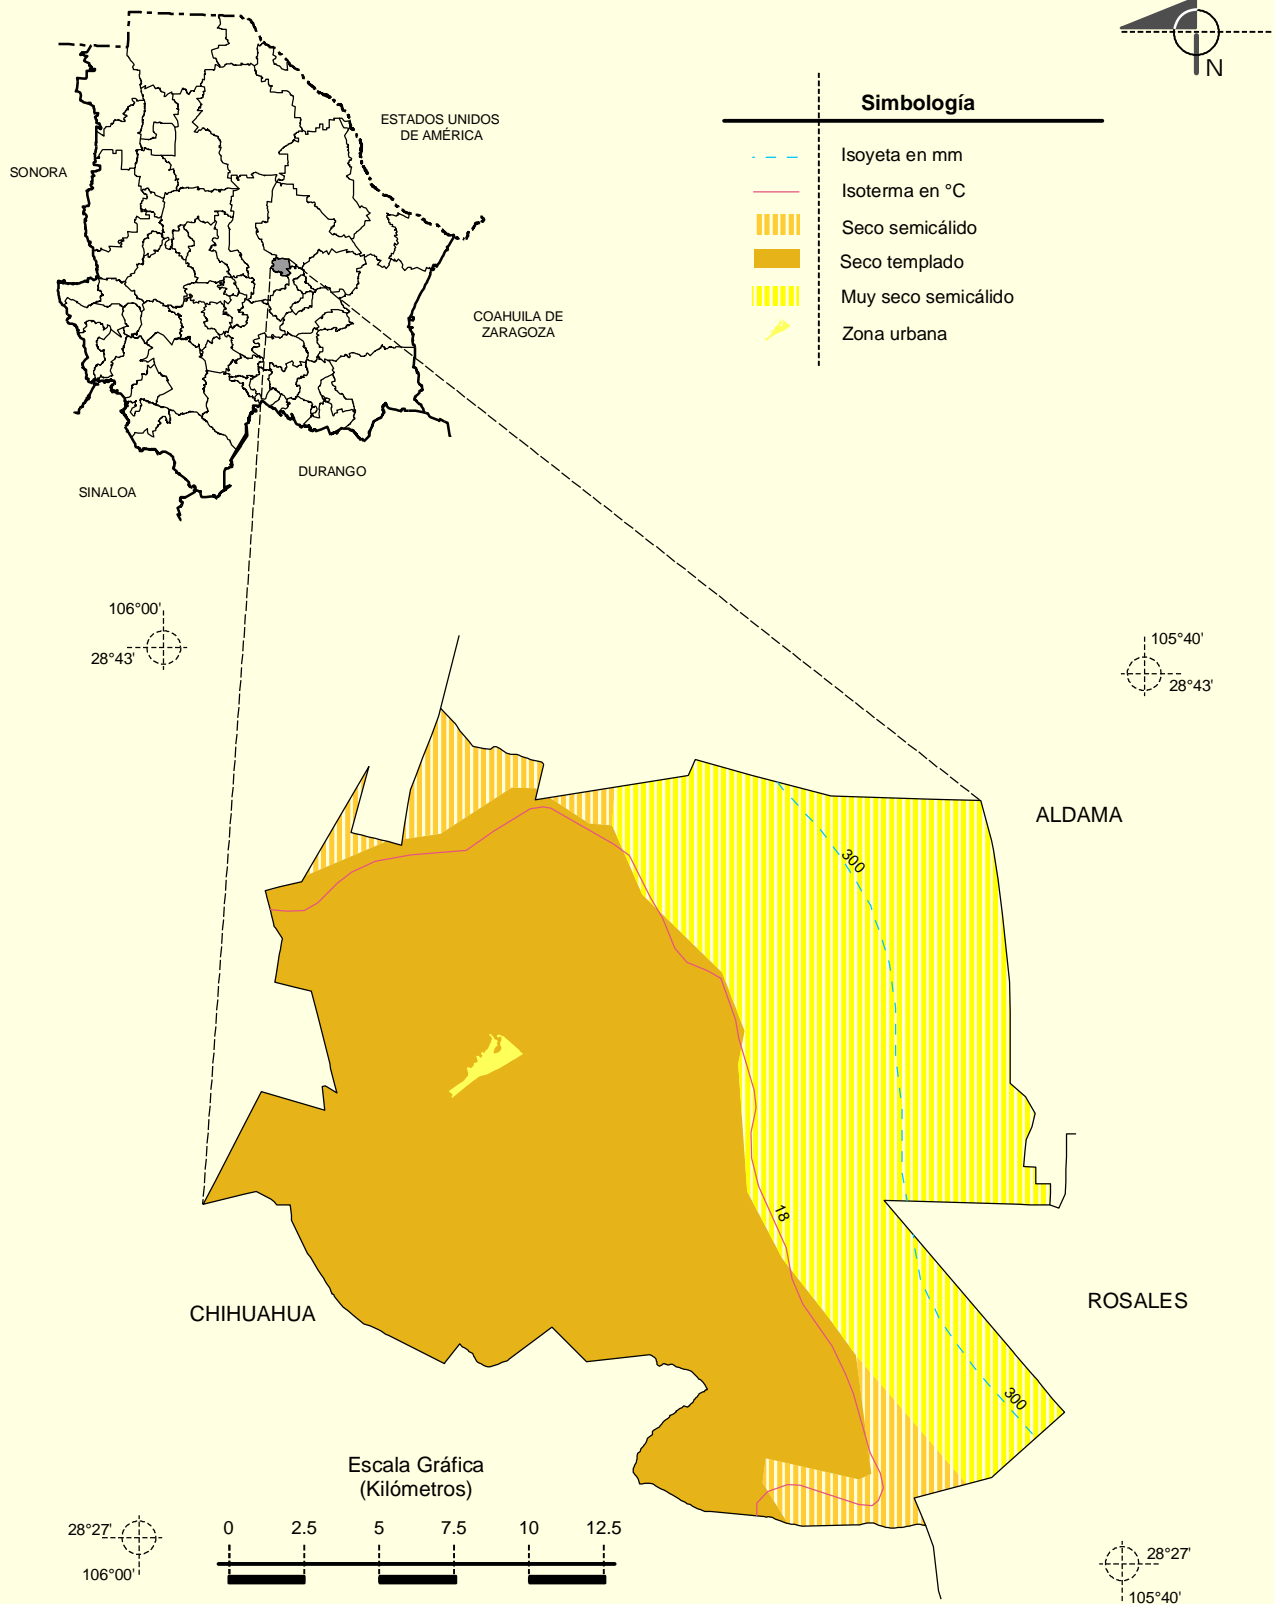 N
Simbología
Isoyeta en mm
Isoterma en °C
Seco semicálido
Seco templado
Muy seco semicálido
Zona urbana
ESTADOS UNIDOS
DE AMÉRICA
SONORA
COAHUILA DE
ZARAGOZA
DURANGO
SINALOA
106°00'
28°43'
105°40'
28°43'
ALDAMA
300
18
CHIHUAHUA
ROSALES
300
Escala Gráfica
(Kilómetros)
0 2.5 5 7.5 10 12.5
28°27'
106°00'
28°27'
105°40'